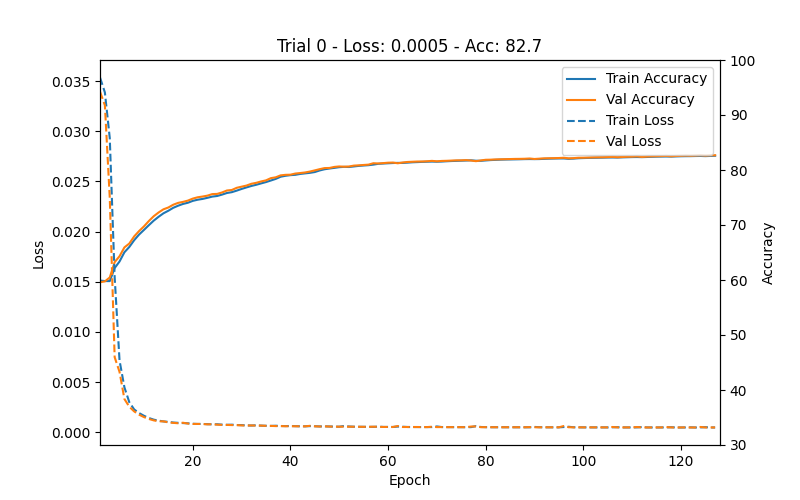 Trial 0 - Loss: 0.0005 - Acc: 82.7
Train Accuracy
Val Accuracy
Train Loss
Val Loss
Loss
0.035
0.030
0.025
0.020
0.015
0.010
0.005
0.000
100
90
80
70
60
50
40
30
Accuracy
20
40
60
80
100
120
Epoch